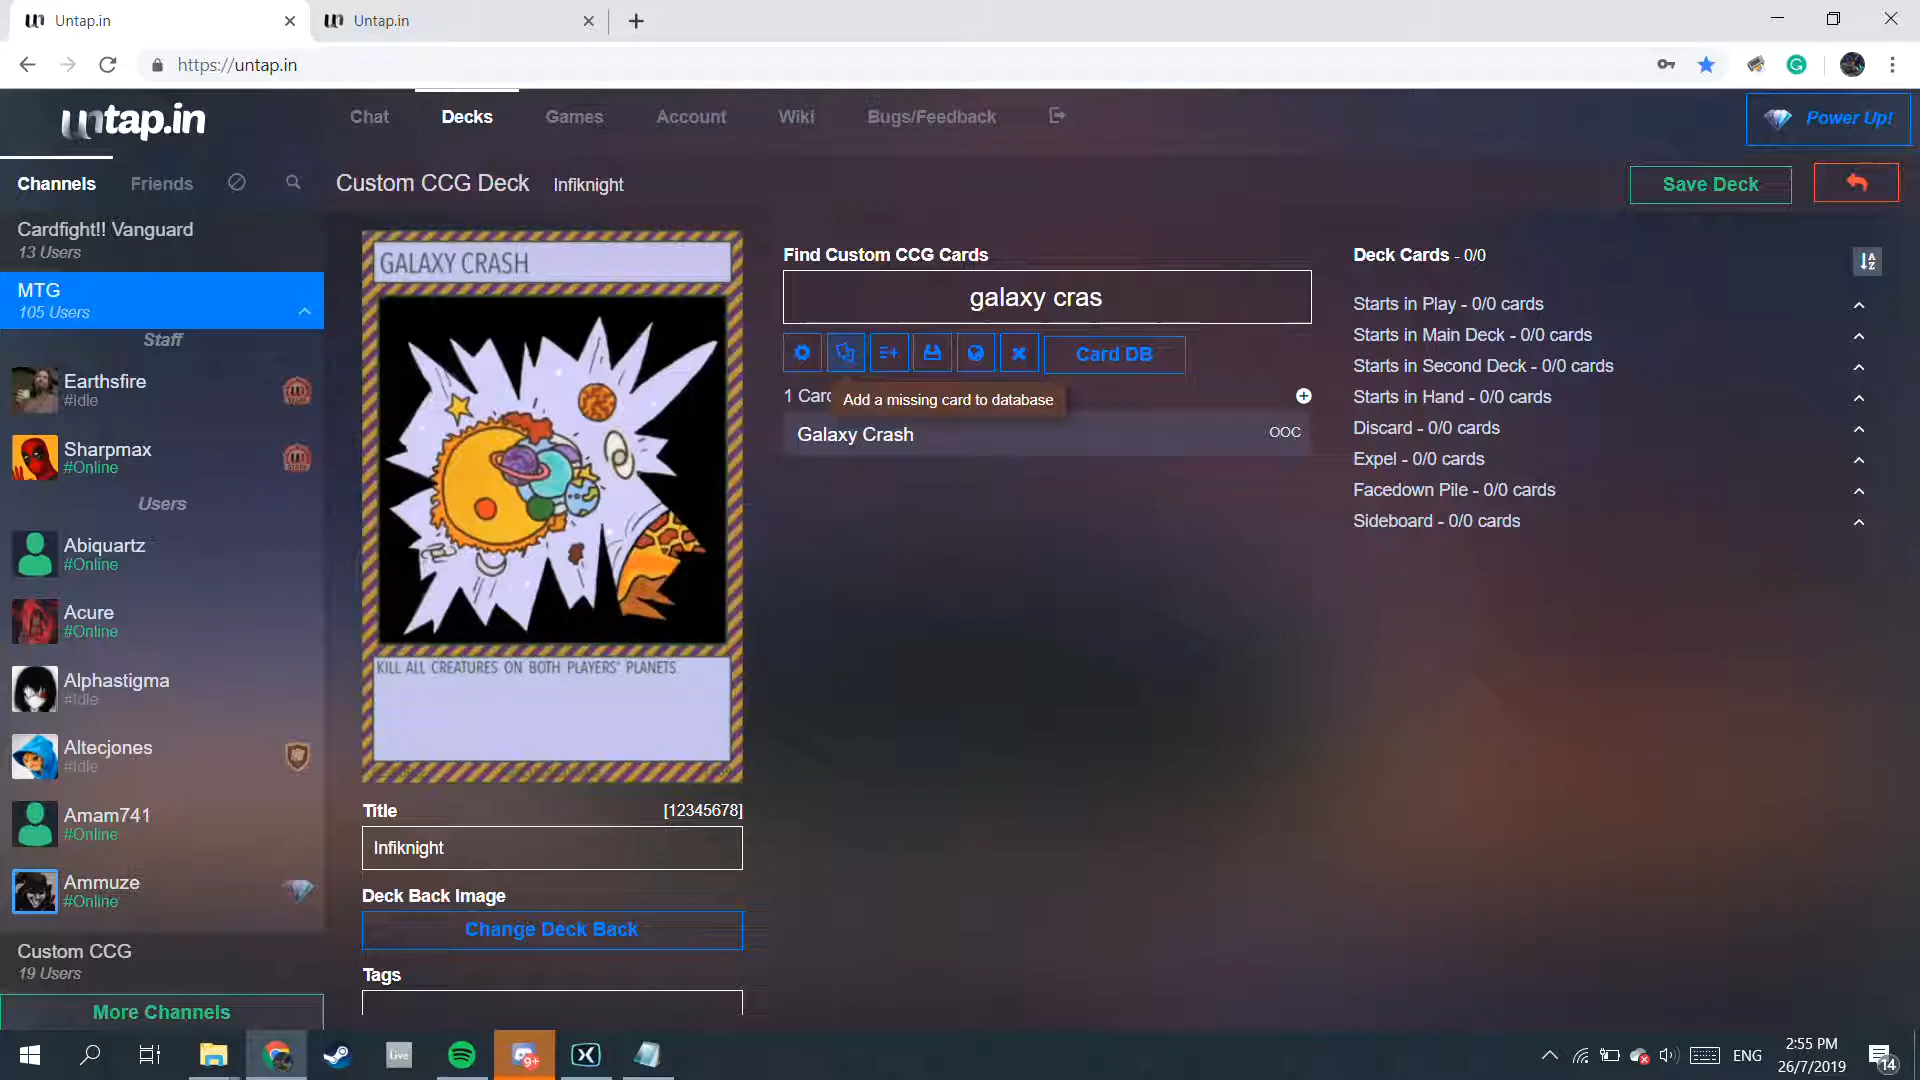 Untap.in
Untap.in
https://untap.in
untap.in
Chat
Decks
Games
Account
Wiki
Bugs/Feedback
Power Up!
Channels
Friends
Custom CCG Deck
Infiknight
Save Deck
Cardfight!! Vanguard
13 Users
MTG
105 Users
Staff
Earthsfire
#Idle
Sharpmax
#Online
Users
Abiquartz
#Online
Acure
#Online
Alphastigma
#Idle
Altecjones
#Idle
Amam741
#Online
Ammuze
#Online
Custom CCG
19 Users
More Channels
GALAXY CRASH
KILL ALL CREATURES ON BOTH PLAYERS' PLANETS.
Title
[12345678]
Infiknight
Deck Back Image
Change Deck Back
Tags
Find Custom CCG Cards
galaxy cras
Card DB
1 Card
Add a missing card to database
Galaxy Crash
OOC
Deck Cards - 0/0
Starts in Play - 0/0 cards
Starts in Main Deck - 0/0 cards
Starts in Second Deck - 0/0 cards
Starts in Hand - 0/0 cards
Discard - 0/0 cards
Expel - 0/0 cards
Facedown Pile - 0/0 cards
Sideboard - 0/0 cards
Live
9+
ENG
2:55 PM
26/7/2019
14